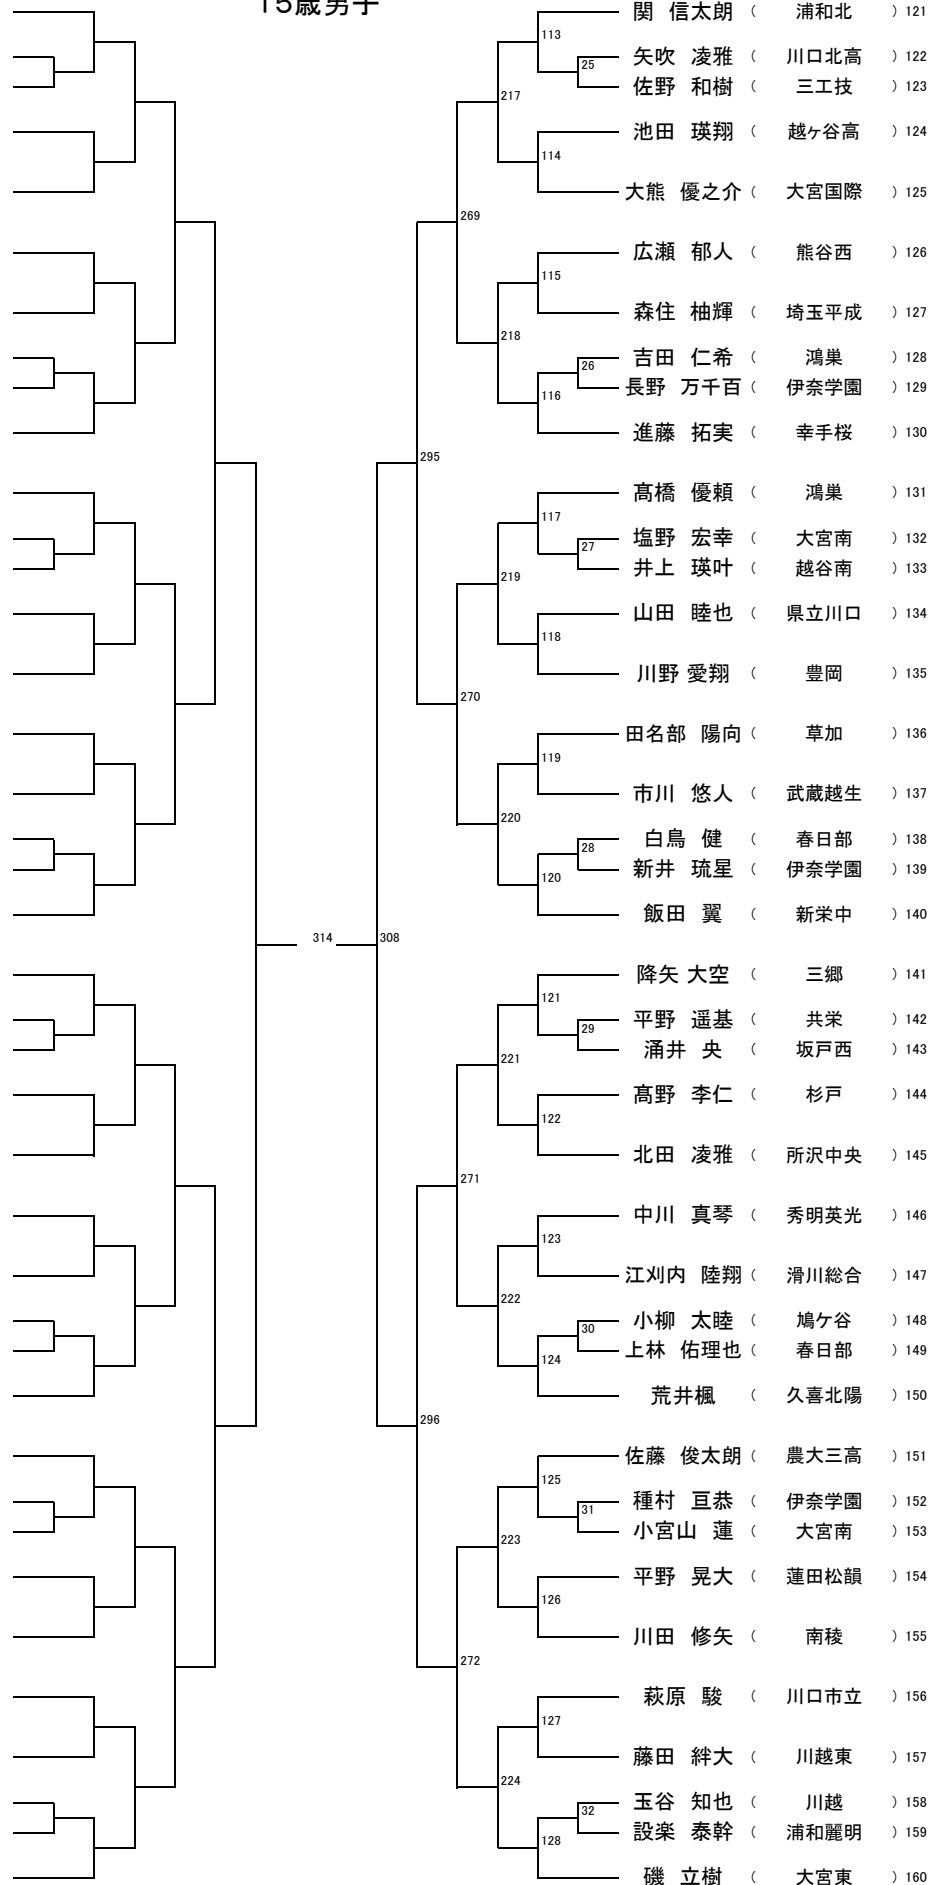 15歳男子
関 信太朗 ( 浦和北 ) 121
113
矢吹 凌雅 ( 川口北高 ) 122
25
佐野 和樹 ( 三工技 ) 123
217
池田 瑛翔 ( 越ヶ谷高 ) 124
114
大熊 優之介 ( 大宮国際 ) 125
269
広瀬 郁人 ( 熊谷西 ) 126
115
森住 柚輝 ( 埼玉平成 ) 127
218
吉田 仁希 ( 鴻巣 ) 128
26
長野 万千百 ( 伊奈学園 ) 129
116
進藤 拓実 ( 幸手桜 ) 130
295
髙橋 優頼 ( 鴻巣 ) 131
117
塩野 宏幸 ( 大宮南 ) 132
27
井上 瑛叶 ( 越谷南 ) 133
219
山田 睦也 ( 県立川口 ) 134
118
川野 愛翔 ( 豊岡 ) 135
270
田名部 陽向 ( 草加 ) 136
119
市川 悠人 ( 武蔵越生 ) 137
220
白鳥 健 ( 春日部 ) 138
28
新井 琉星 ( 伊奈学園 ) 139
120
飯田 翼 ( 新栄中 ) 140
314 308
降矢 大空 ( 三郷 ) 141
121
平野 遥基 ( 共栄 ) 142
29
涌井 央 ( 坂戸西 ) 143
221
髙野 李仁 ( 杉戸 ) 144
122
北田 凌雅 ( 所沢中央 ) 145
271
中川 真琴 ( 秀明英光 ) 146
123
江刈内 陸翔 ( 滑川総合 ) 147
222
小柳 太睦 ( 鳩ケ谷 ) 148
30
上林 佑理也 ( 春日部 ) 149
124
荒井楓 ( 久喜北陽 ) 150
296
佐藤 俊太朗 ( 農大三高 ) 151
125
種村 亘恭 ( 伊奈学園 ) 152
31
小宮山 蓮 ( 大宮南 ) 153
223
平野 晃大 ( 蓮田松韻 ) 154
126
川田 修矢 ( 南稜 ) 155
272
萩原 駿 ( 川口市立 ) 156
127
藤田 絆大 ( 川越東 ) 157
224
玉谷 知也 ( 川越 ) 158
32
設楽 泰幹 ( 浦和麗明 ) 159
128
磯 立樹 ( 大宮東 ) 160